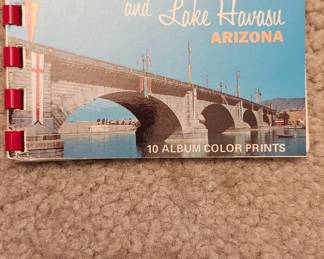 and Lake Havasu
ARIZONA
10 ALBUM COLOR PRINTS